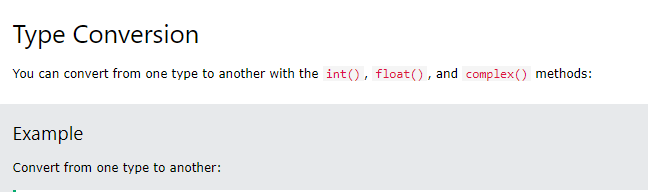 Type Conversion
You can convert from one type to another with the int(), float(), and complex() methods:
Example
Convert from one type to another: